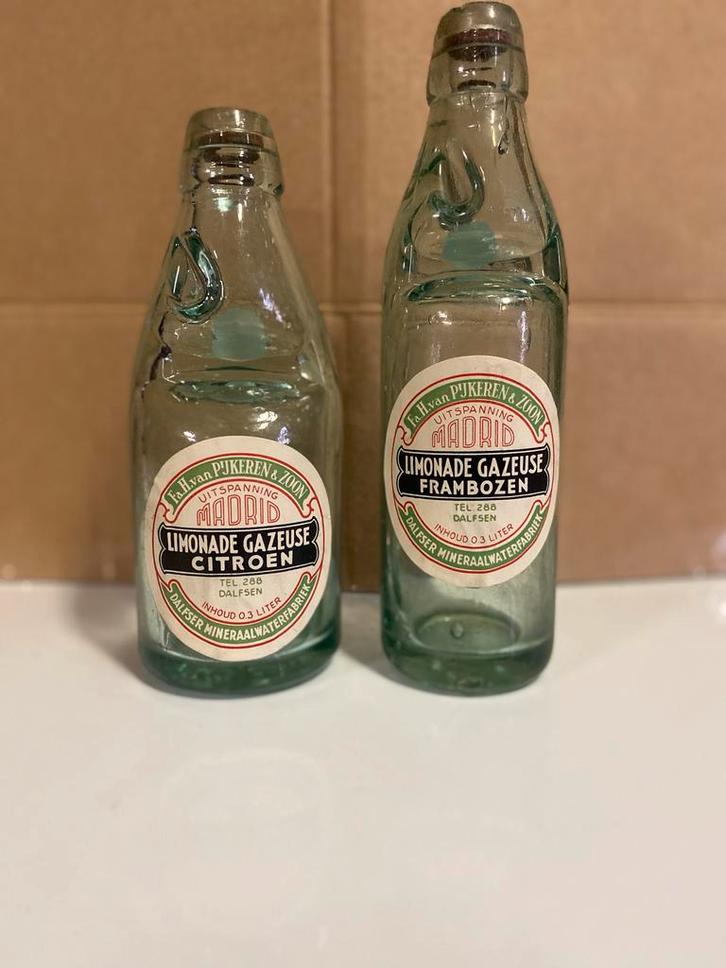 Fa.H.van PIJKEREN & ZOON
UITSPANNING
MADRID
LIMONADE GAZEUSE
CITROEN
TEL. 288
DALFSEN
INHOUD 0.3 LITER
DALFSER MINERAALWATERFABRIEK
Fa.H.van PIJKEREN & ZOON
UITSPANNING
MADRID
LIMONADE GAZEUSE
FRAMBOZEN
TEL. 288
DALFSEN
INHOUD 0.3 LITER
DALFSER MINERAALWATERFABRIEK